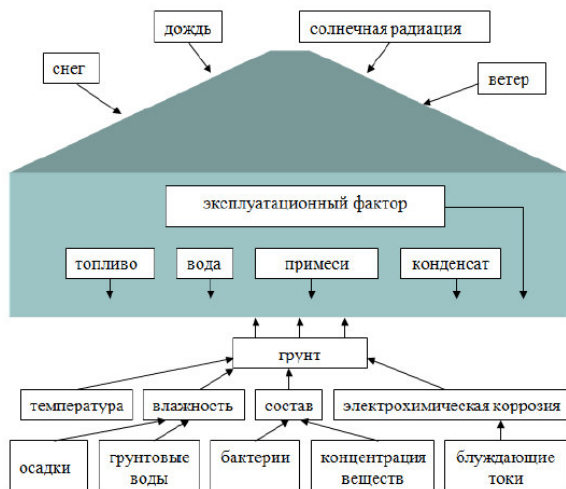 дождь
солнечная радиация
снег
ветер
эксплуатационный фактор
топливо
вода
примеси
конденсат
грунт
температура
влажность
состав
электрохимическая коррозия
осадки
грунтовые
воды
бактерии
концентрация
веществ
блуждающие
токи